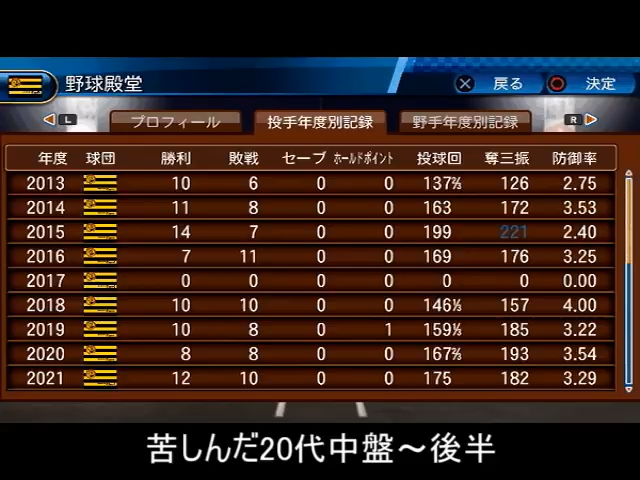 野球殿堂
× 戻る ○ 決定
L プロフィール 投手年度別記録 野手年度別記録 R
年度 球団 勝利 敗戦 セーブ ホールドポイント 投球回 奪三振 防御率
2013 10 6 0 0 137⅔ 126 2.75
2014 11 8 0 0 163 172 3.53
2015 14 7 0 0 199 221 2.40
2016 7 11 0 0 169 176 3.25
2017 0 0 0 0 0 0 0.00
2018 10 10 0 0 157 4.00
2019 10 8 0 1 185 3.22
2020 8 8 0 0 193 3.54
2021 12 10 0 0 175 182 3.29
苦しんだ20代中盤～後半